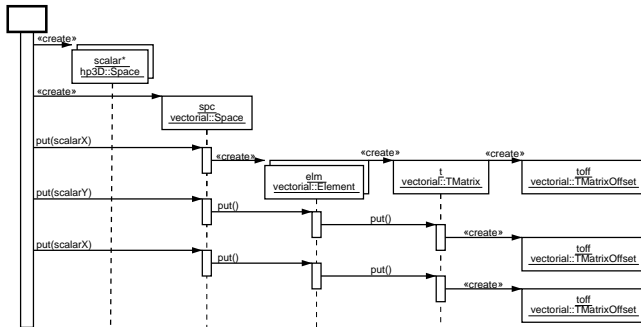 «create»
scalar*
hp3D::Space
«create»
spc
vectorial::Space
put(scalarX)
«create»
elm
vectorial::Element
«create»
t
vectorial::TMatrix
«create»
toff
vectorial::TMatrixOffset
put(scalarY)
put()
put()
«create»
toff
vectorial::TMatrixOffset
put(scalarX)
put()
put()
«create»
toff
vectorial::TMatrixOffset